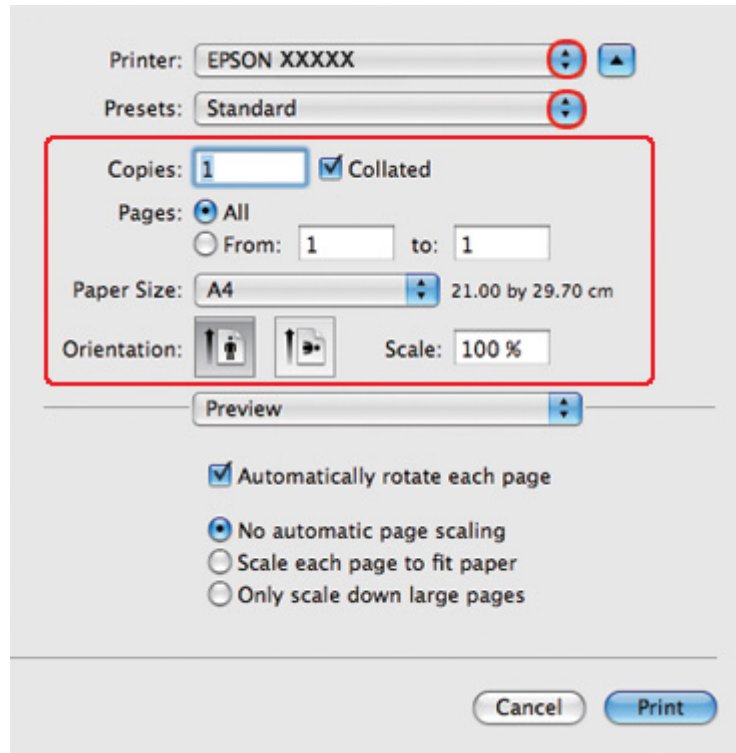 Printer: EPSON XXXXX
Presets: Standard
Copies: 1 Collated
Pages: All
From: 1 to: 1
Paper Size: A4 21.00 by 29.70 cm
Orientation: Scale: 100 %
Preview
Automatically rotate each page
No automatic page scaling
Scale each page to fit paper
Only scale down large pages
Cancel Print